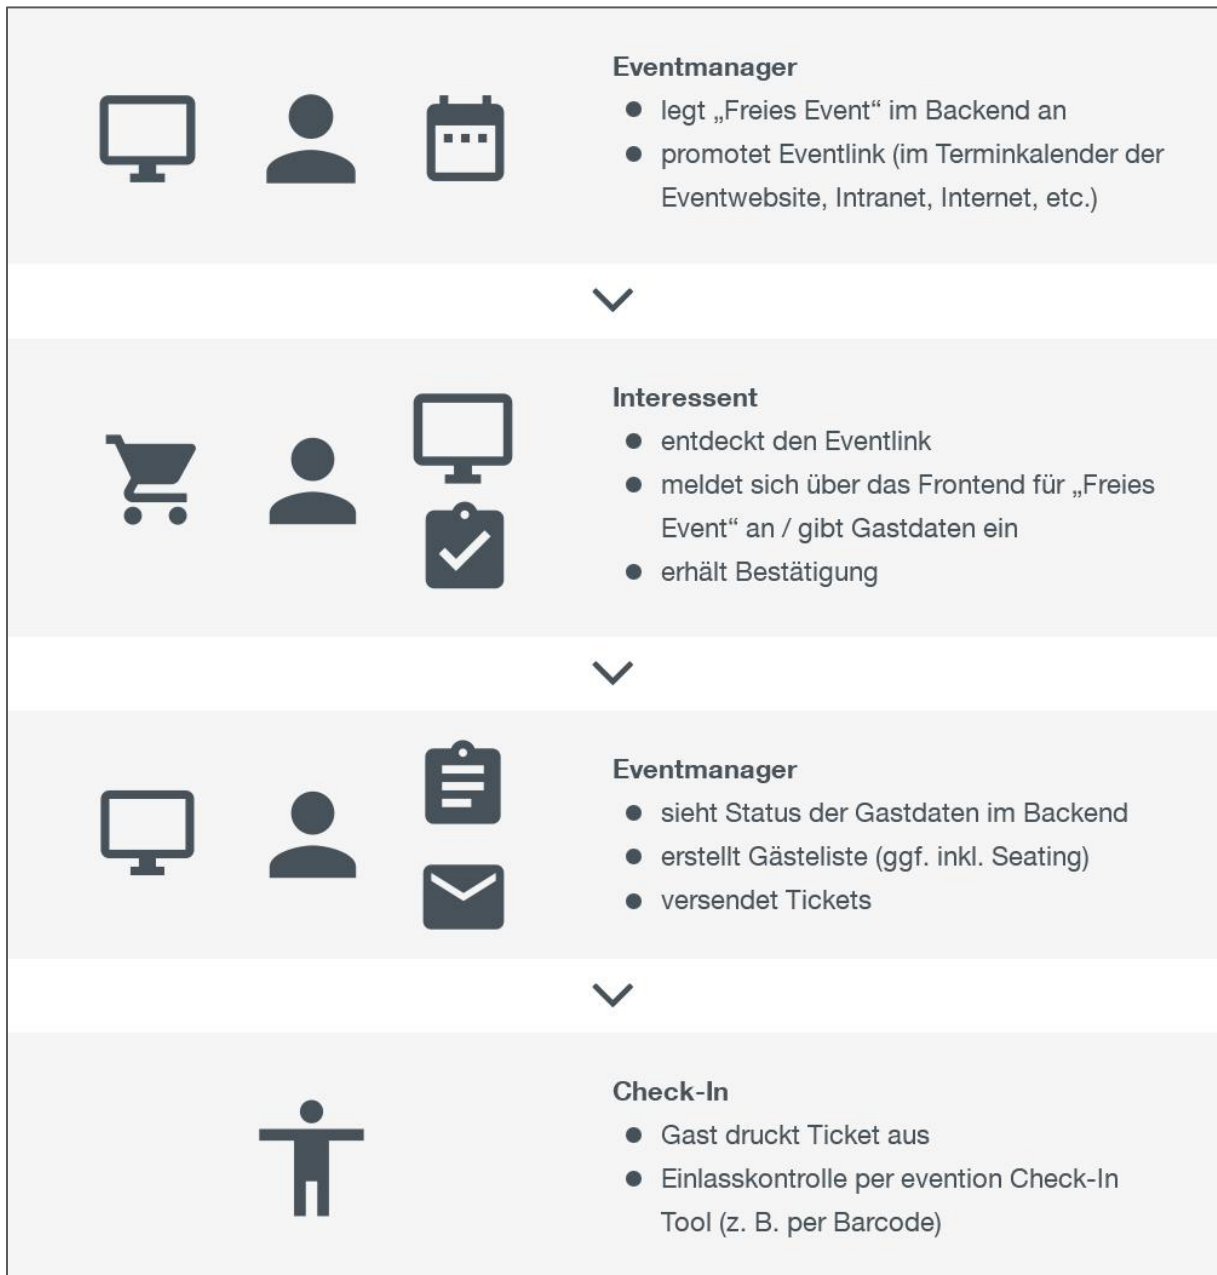 Eventmanager
● legt „Freies Event“ im Backend an
● promotet Eventlink (im Terminkalender der
Eventwebsite, Intranet, Internet, etc.)
Interessent
● entdeckt den Eventlink
● meldet sich über das Frontend für „Freies
Event“ an / gibt Gastdaten ein
● erhält Bestätigung
Eventmanager
● sieht Status der Gastdaten im Backend
● erstellt Gästeliste (ggf. inkl. Seating)
● versendet Tickets
Check-In
● Gast druckt Ticket aus
● Einlasskontrolle per evention Check-In
Tool (z. B. per Barcode)